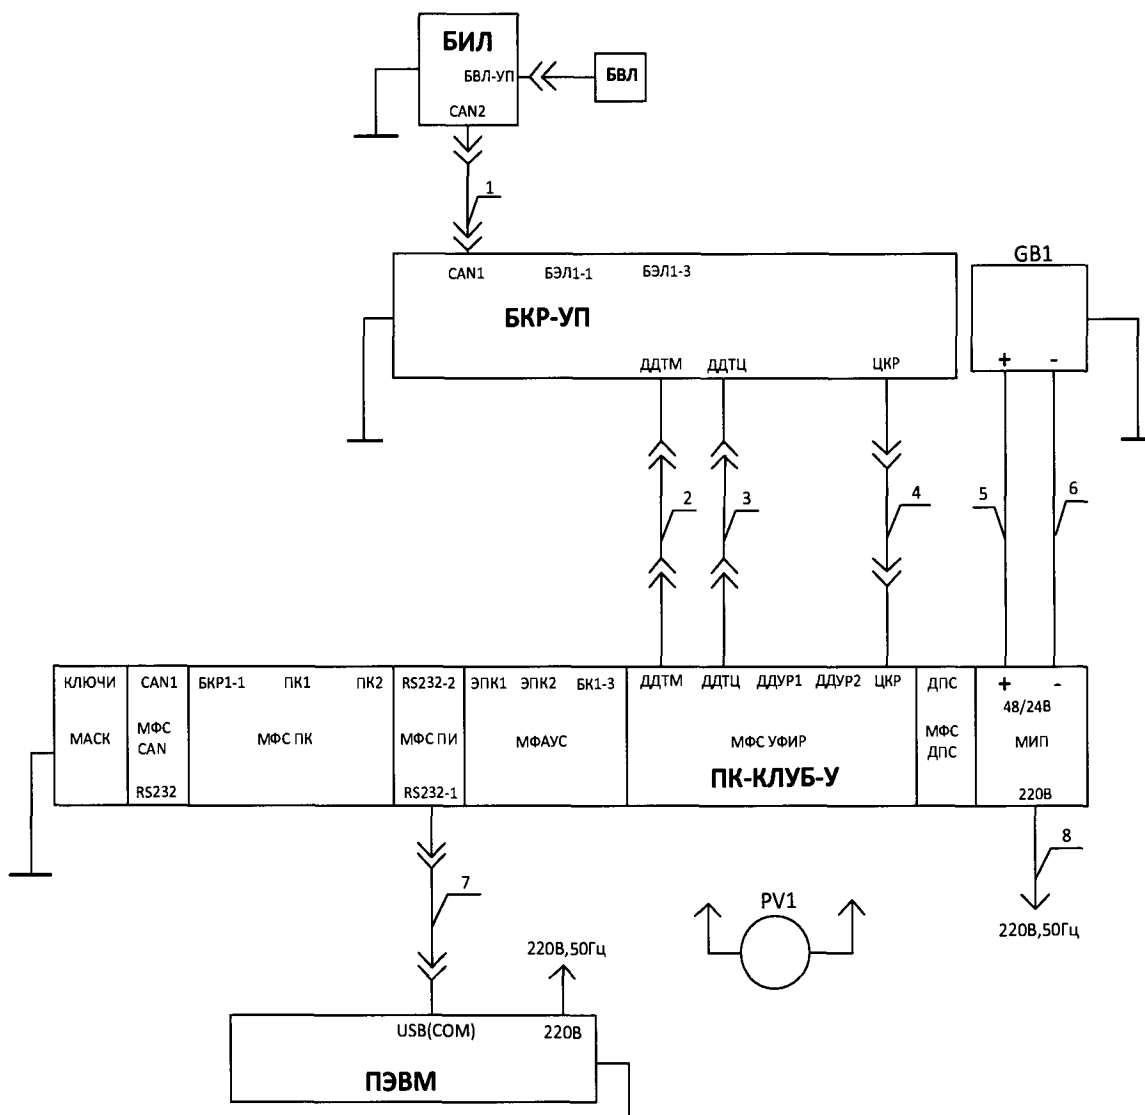 БИЛ
БВЛ-УП
БВЛ
CAN2
1
GB1
CAN1 БЭЛ1-1 БЭЛ1-3
БКР-УП
+ -
ДДТМ ДДТЦ ЦКР
2 3 4 5 6
КЛЮЧИ CAN1 БКР1-1 ПК1 ПК2 RS232-2 ЭПК1 ЭПК2 БК1-3 ДДТМ ДДТЦ ДДУР1 ДДУР2 ЦКР ДПС + -
48/24В
МАСК МФС CAN МФС ПК МФС ПИ МФАУС МФС УФИР МФС ДПС МИП
ПК-КЛУБ-У
RS232 RS232-1 220В
8
7
PV1
220В,50Гц
220В,50Гц
USB(COM) 220В
ПЭВМ